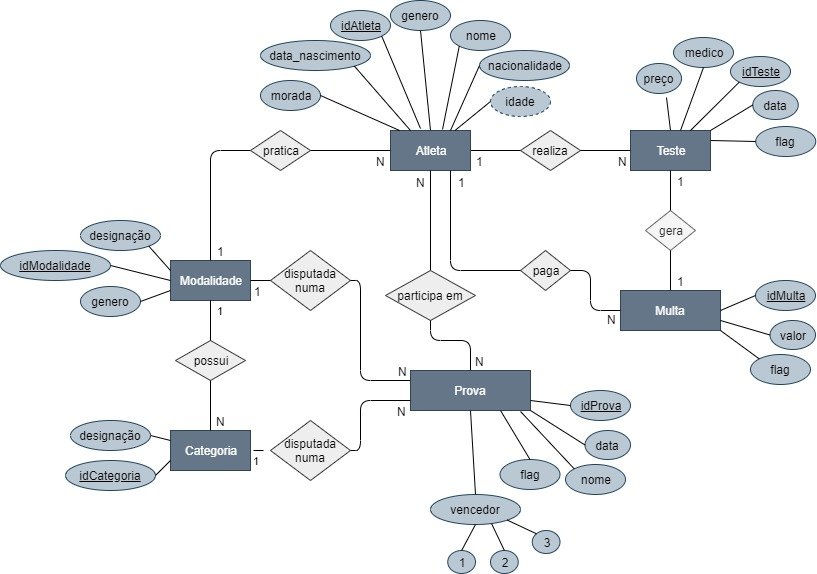 genero
idAtleta
nome
data_nascimento
nacionalidade
morada
idade
medico
preço
idTeste
data
flag
pratica
N
Atleta
1
realiza
N
Teste
N
1
1
1
gera
designação
idModalidade
genero
Modalidade
1
disputada
numa
1
participa em
paga
N
1
Multa
idMulta
valor
flag
possui
N
N
N
Prova
idProva
data
nome
flag
N
designação
idCategoria
Categoria
1
disputada
numa
vencedor
1
2
3